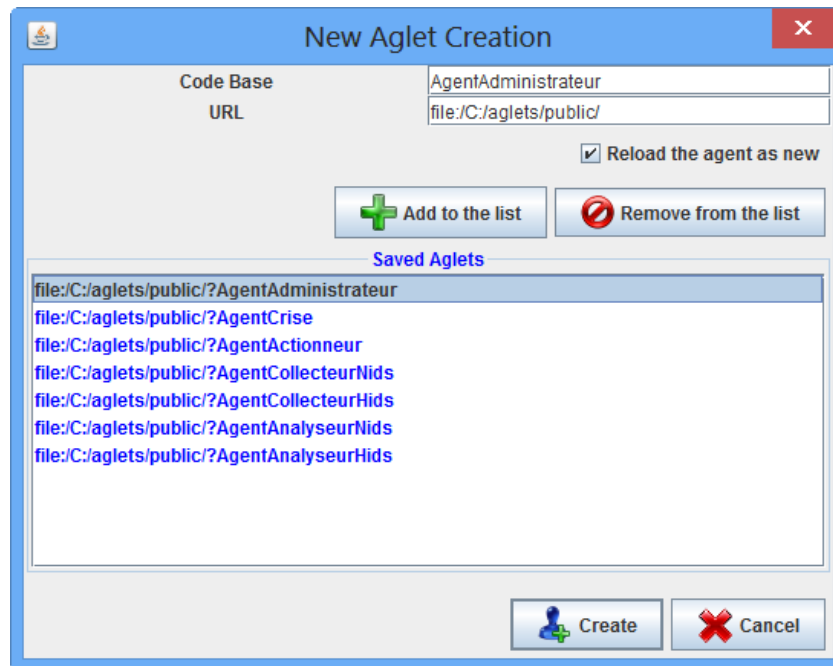 New Aglet Creation
Code Base AgentAdministrateur
URL file:/C:/aglets/public/
Reload the agent as new
Add to the list Remove from the list
Saved Aglets
file:/C:/aglets/public/?AgentAdministrateur
file:/C:/aglets/public/?AgentCrise
file:/C:/aglets/public/?AgentActionneur
file:/C:/aglets/public/?AgentCollecteurNids
file:/C:/aglets/public/?AgentCollecteurHids
file:/C:/aglets/public/?AgentAnalyseurNids
file:/C:/aglets/public/?AgentAnalyseurHids
Create Cancel